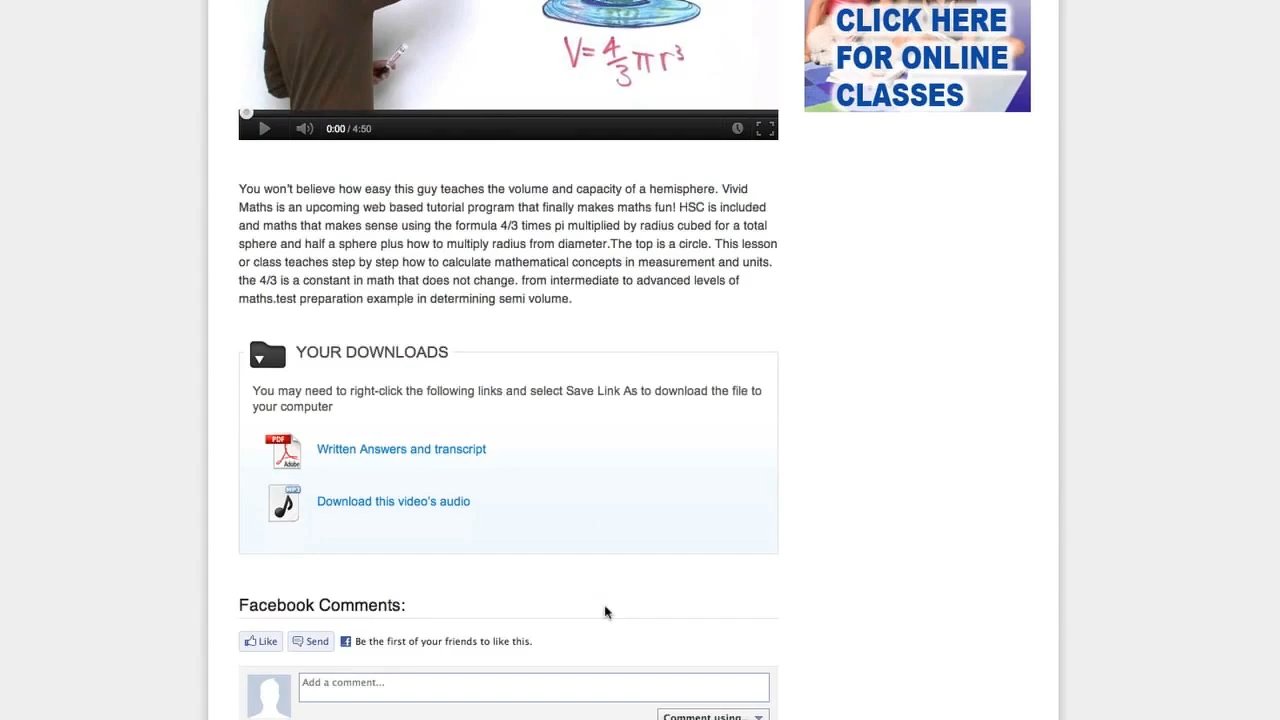 CLICK HERE
FOR ONLINE
CLASSES
V=4/3 π r³
0:00 / 4:50
You won't believe how easy this guy teaches the volume and capacity of a hemisphere. Vivid
Maths is an upcoming web based tutorial program that finally makes maths fun! HSC is included
and maths that makes sense using the formula 4/3 times pi multiplied by radius cubed for a total
sphere and half a sphere plus how to multiply radius from diameter.The top is a circle. This lesson
or class teaches step by step how to calculate mathematical concepts in measurement and units.
the 4/3 is a constant in math that does not change. from intermediate to advanced levels of
maths.test preparation example in determining semi volume.
YOUR DOWNLOADS
You may need to right-click the following links and select Save Link As to download the file to
your computer
PDF
Adobe
Written Answers and transcript
MP3
Download this video's audio
Facebook Comments:
Like
Send
Be the first of your friends to like this.
Add a comment...
Comment using...